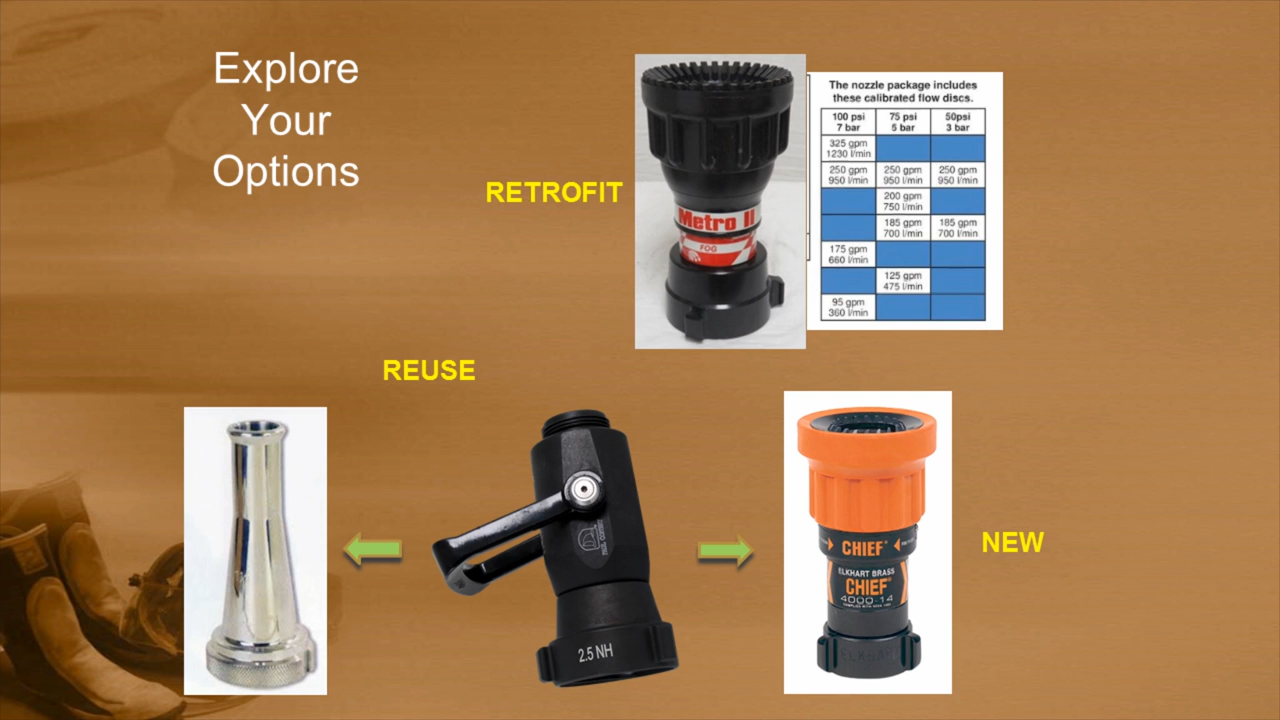 Explore
Your
Options
RETROFIT
Metro II
FOG
The nozzle package includes
these calibrated flow discs.
100 psi 75 psi 50psi
7 bar 5 bar 3 bar
325 gpm
1230 l/min
250 gpm 250 gpm 250 gpm
950 l/min 950 l/min 950 l/min
200 gpm
750 l/min
185 gpm 185 gpm
700 l/min 700 l/min
175 gpm
660 l/min
125 gpm
475 l/min
95 gpm
360 l/min
REUSE
2.5 NH
CHIEF
ELKHART BRASS
CHIEF
4000-14
ELKHART
NEW